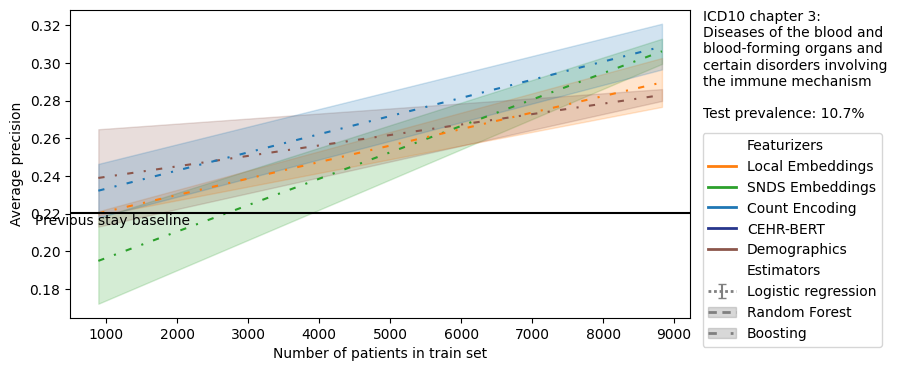 0.32
0.30
0.28
0.26
0.24
0.22
0.20
0.18
Average precision
Previous stay baseline
1000 2000 3000 4000 5000 6000 7000 8000 9000
Number of patients in train set
ICD10 chapter 3:
Diseases of the blood and
blood-forming organs and
certain disorders involving
the immune mechanism
Test prevalence: 10.7%
Featurizers
Local Embeddings
SNDS Embeddings
Count Encoding
CEHR-BERT
Demographics
Estimators
Logistic regression
Random Forest
Boosting